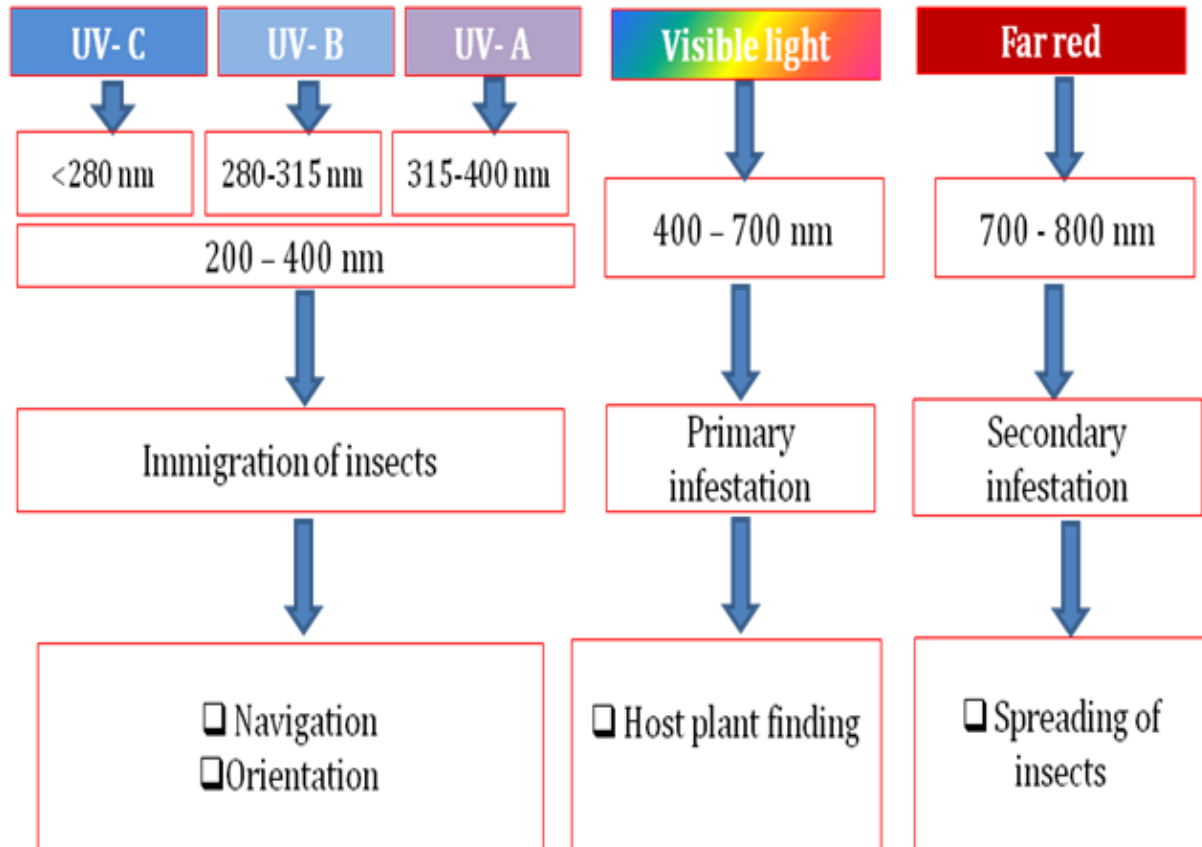 UV- C
UV- B
UV- A
Visible light
Far red
<280 nm
280-315 nm
315-400 nm
400 – 700 nm
700 - 800 nm
200 – 400 nm
Immigration of insects
Primary
infestation
Secondary
infestation
❑ Navigation
❑Orientation
❑ Host plant finding
❑ Spreading of
insects